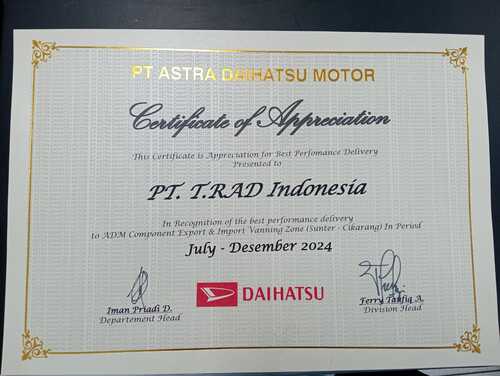 PT ASTRA DAIHATSU MOTOR
Certificate of Appreciation
This Certificate is Appreciation for Best Perfomance Delivery
Presented to
PT. T.RAD Indonesia
In Recognition of the best performance delivery
to ADM Component Export & Import Vanning Zone (Sunter - Cikarang) In Period
July - Desember 2024
DAIHATSU
Iman Priadi D.
Departement Head
Ferry Taufiq A.
Division Head